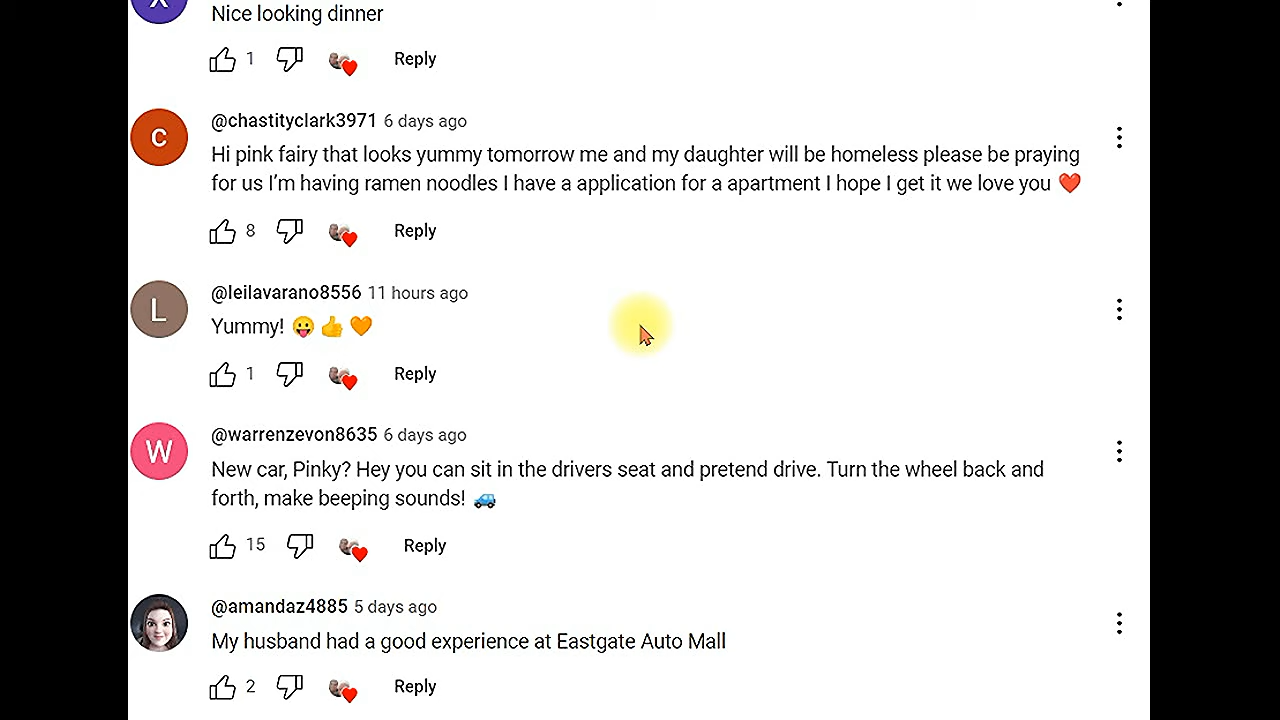 Nice looking dinner
1 Reply
C @chastityclark3971 6 days ago
Hi pink fairy that looks yummy tomorrow me and my daughter will be homeless please be praying
for us I’m having ramen noodles I have a application for a apartment I hope I get it we love you ❤️
8 Reply
L @leilavarano8556 11 hours ago
Yummy! 😛 👍 🧡
1 Reply
W @warrenzevon8635 6 days ago
New car, Pinky? Hey you can sit in the drivers seat and pretend drive. Turn the wheel back and
forth, make beeping sounds! 🚙
15 Reply
@amandaz4885 5 days ago
My husband had a good experience at Eastgate Auto Mall
2 Reply